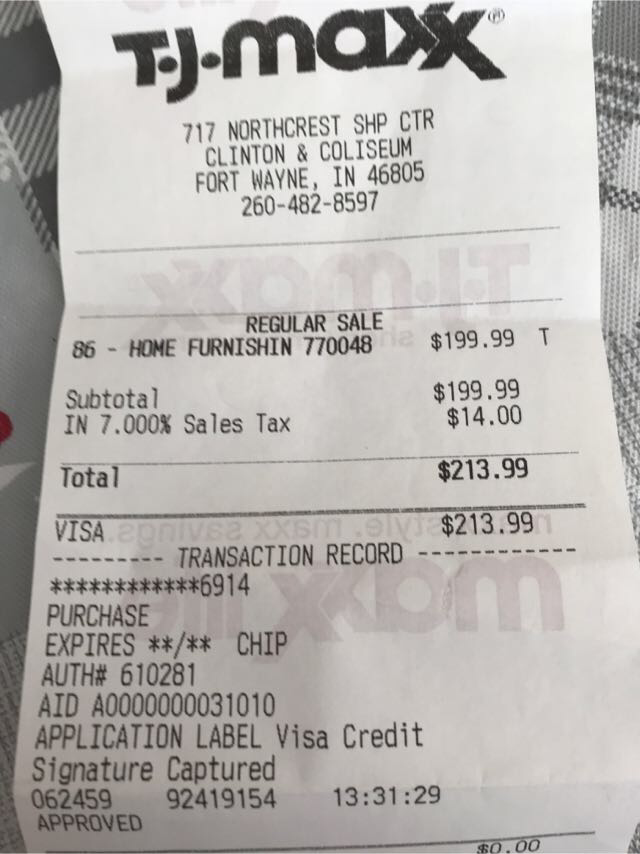 T·J·maxx®
717 NORTHCREST SHP CTR
CLINTON & COLISEUM
FORT WAYNE, IN 46805
260-482-8597
REGULAR SALE
86 - HOME FURNISHIN 770048 $199.99 T
Subtotal $199.99
IN 7.000% Sales Tax $14.00
Total $213.99
VISA $213.99
--------- TRANSACTION RECORD ------------
************6914
PURCHASE
EXPIRES **/** CHIP
AUTH# 610281
AID A0000000031010
APPLICATION LABEL Visa Credit
Signature Captured
062459 92419154 13:31:29
APPROVED
$0.00